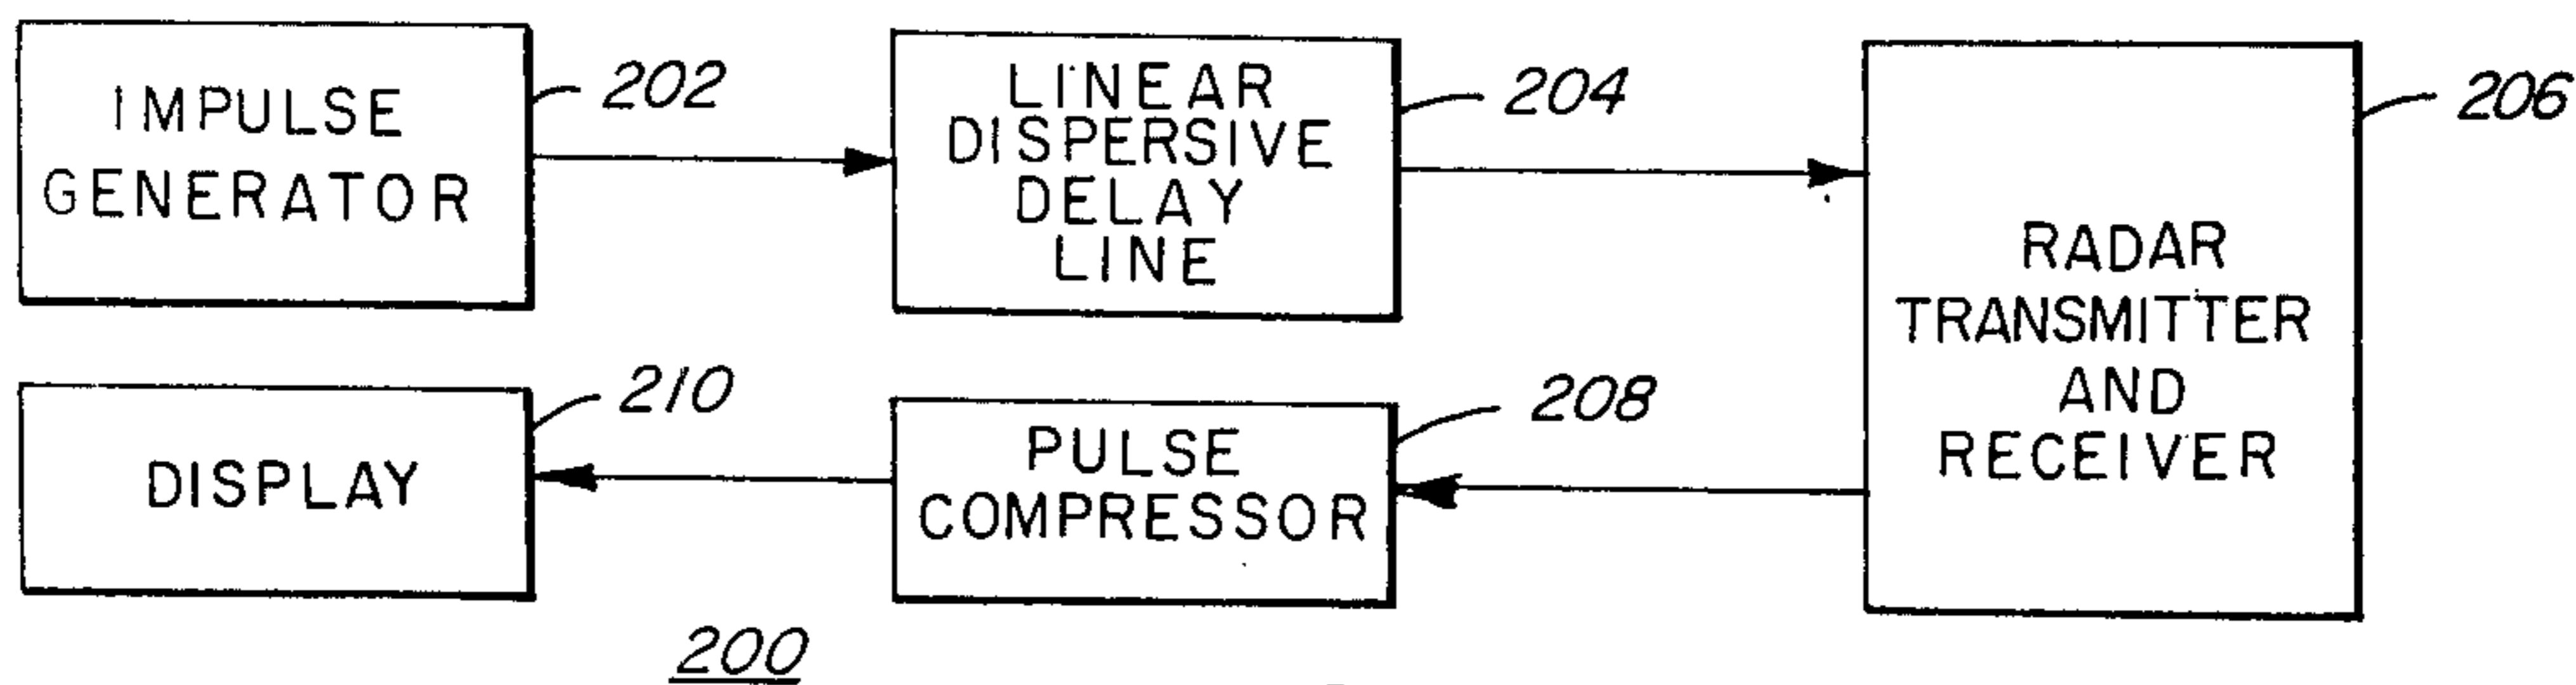 IMPULSE
GENERATOR
202
LINEAR
DISPERSIVE
DELAY
LINE
204
RADAR
TRANSMITTER
AND
RECEIVER
206
DISPLAY
210
PULSE
COMPRESSOR
208
200